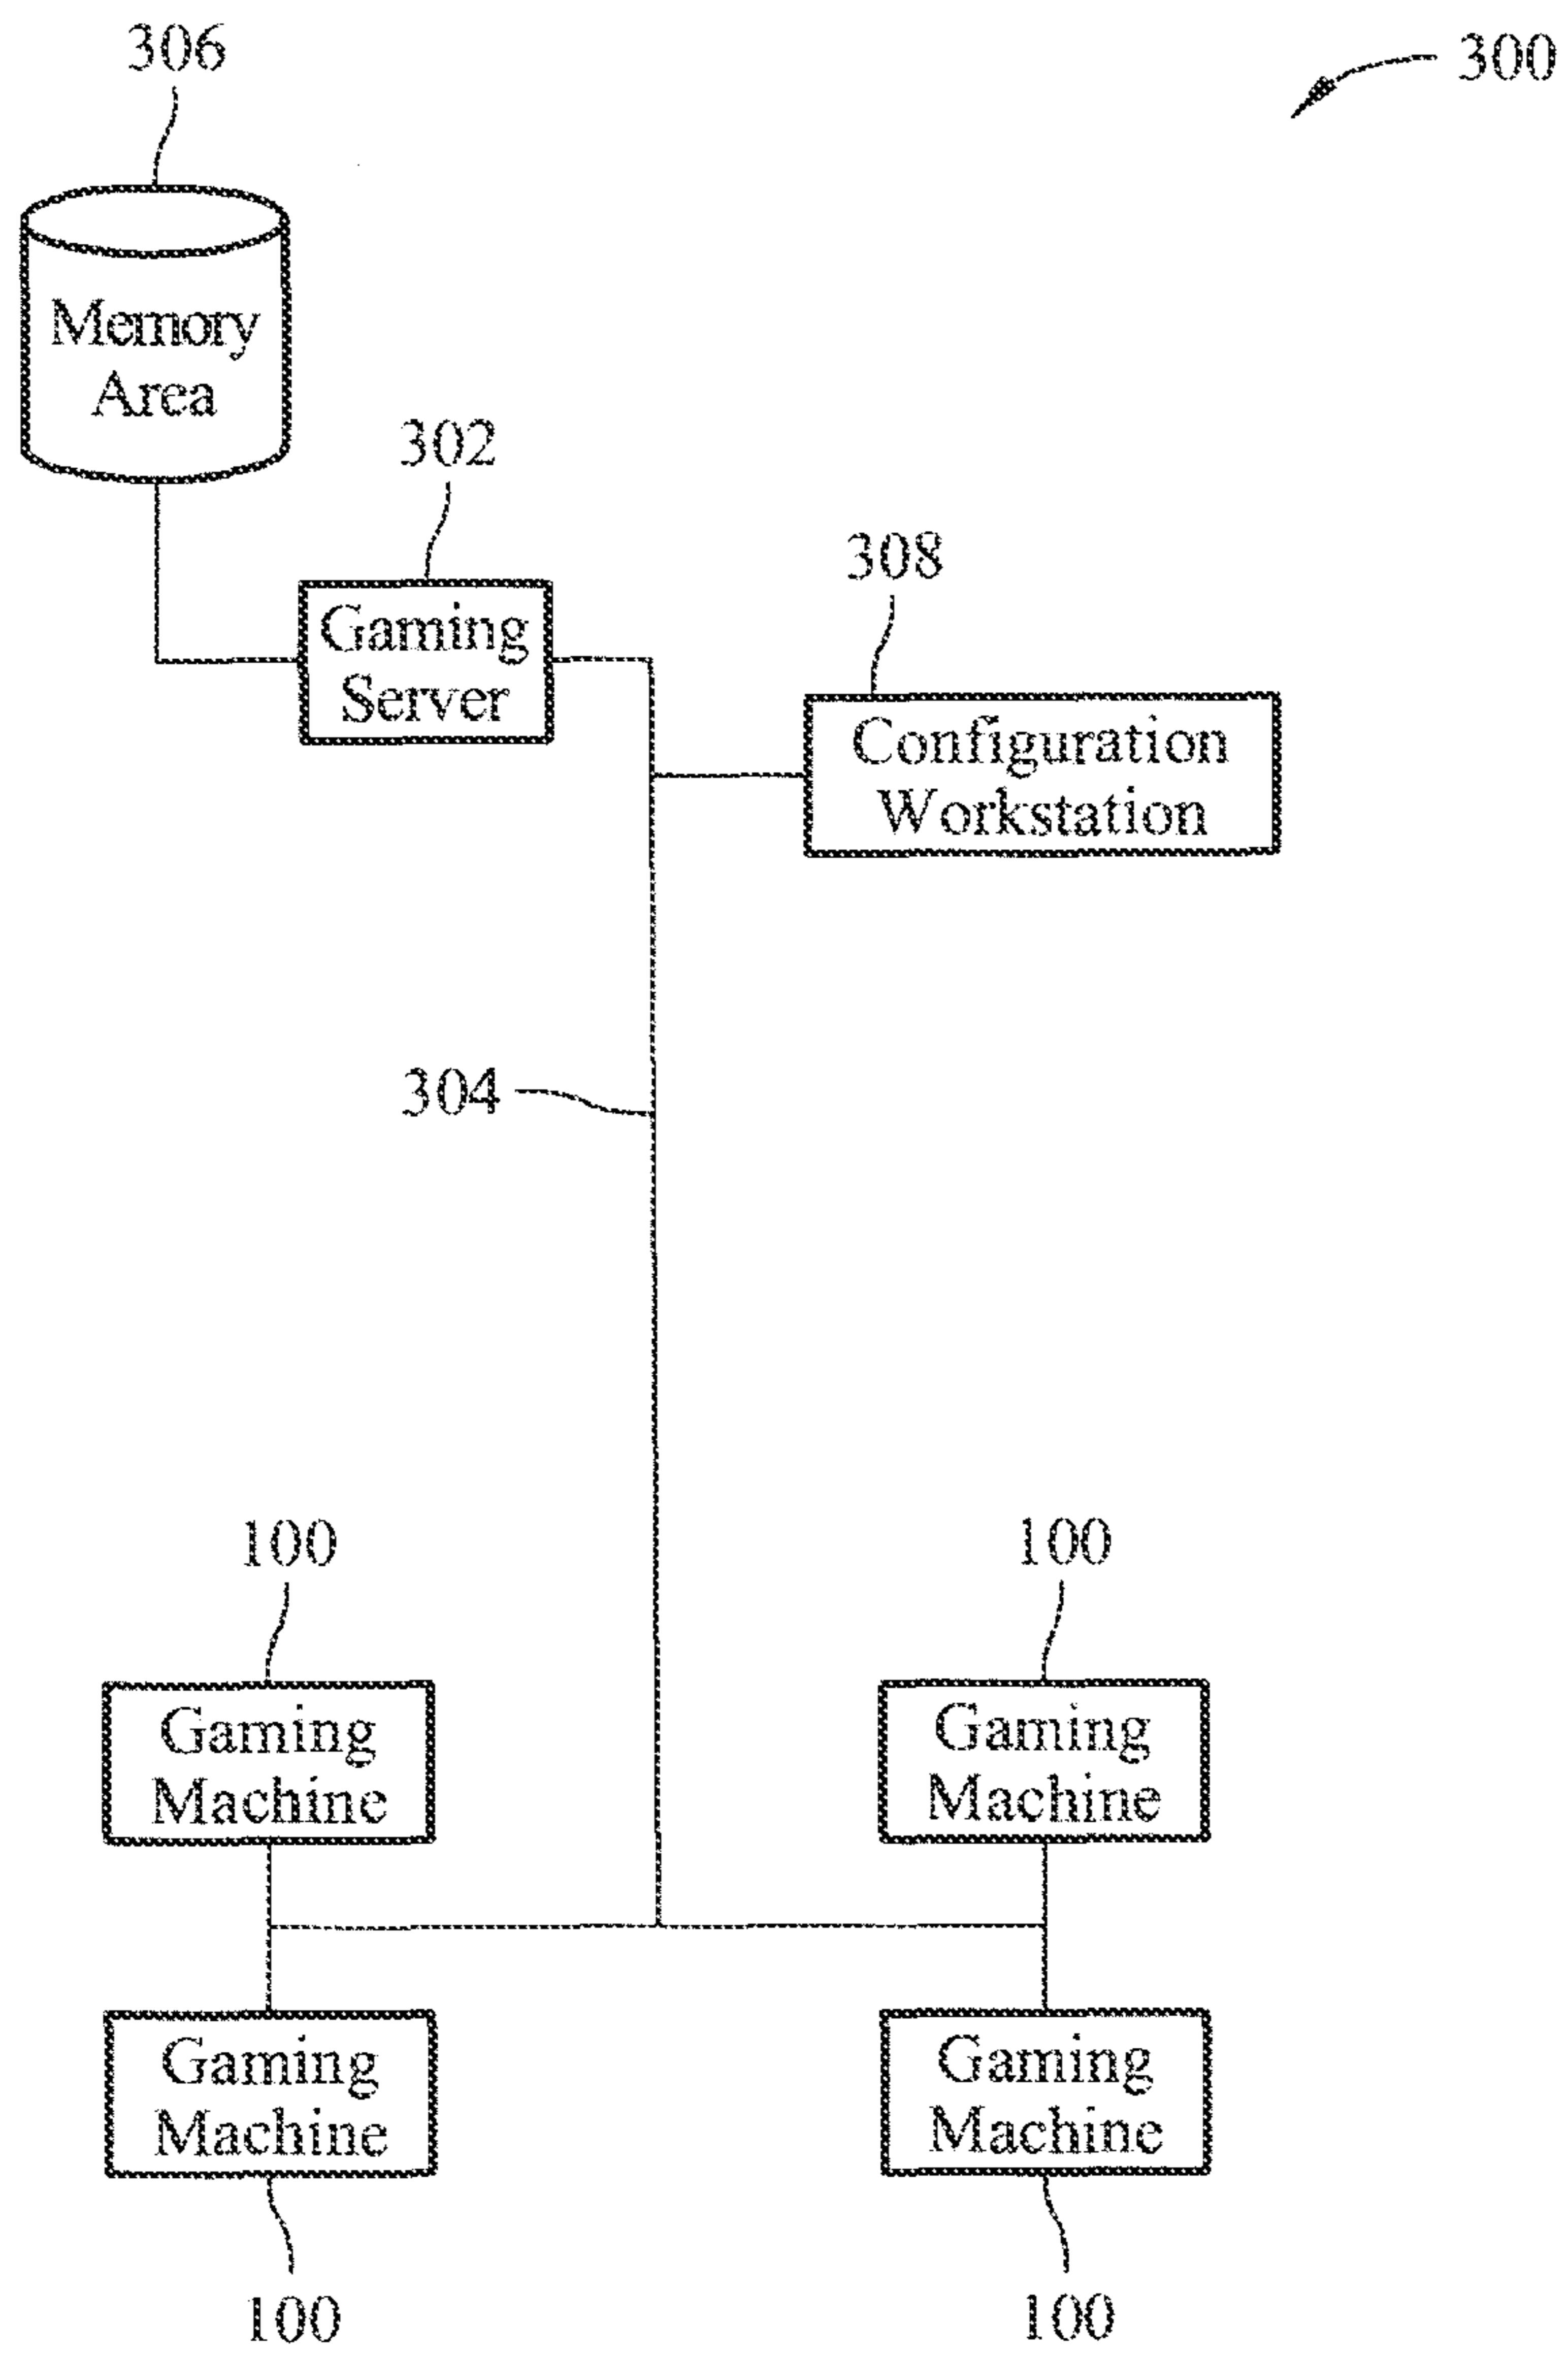 306
300
Memory
Area
302
Gaming
Server
308
Configuration
Workstation
304
100
100
Gaming
Machine
Gaming
Machine
Gaming
Machine
Gaming
Machine
100
100